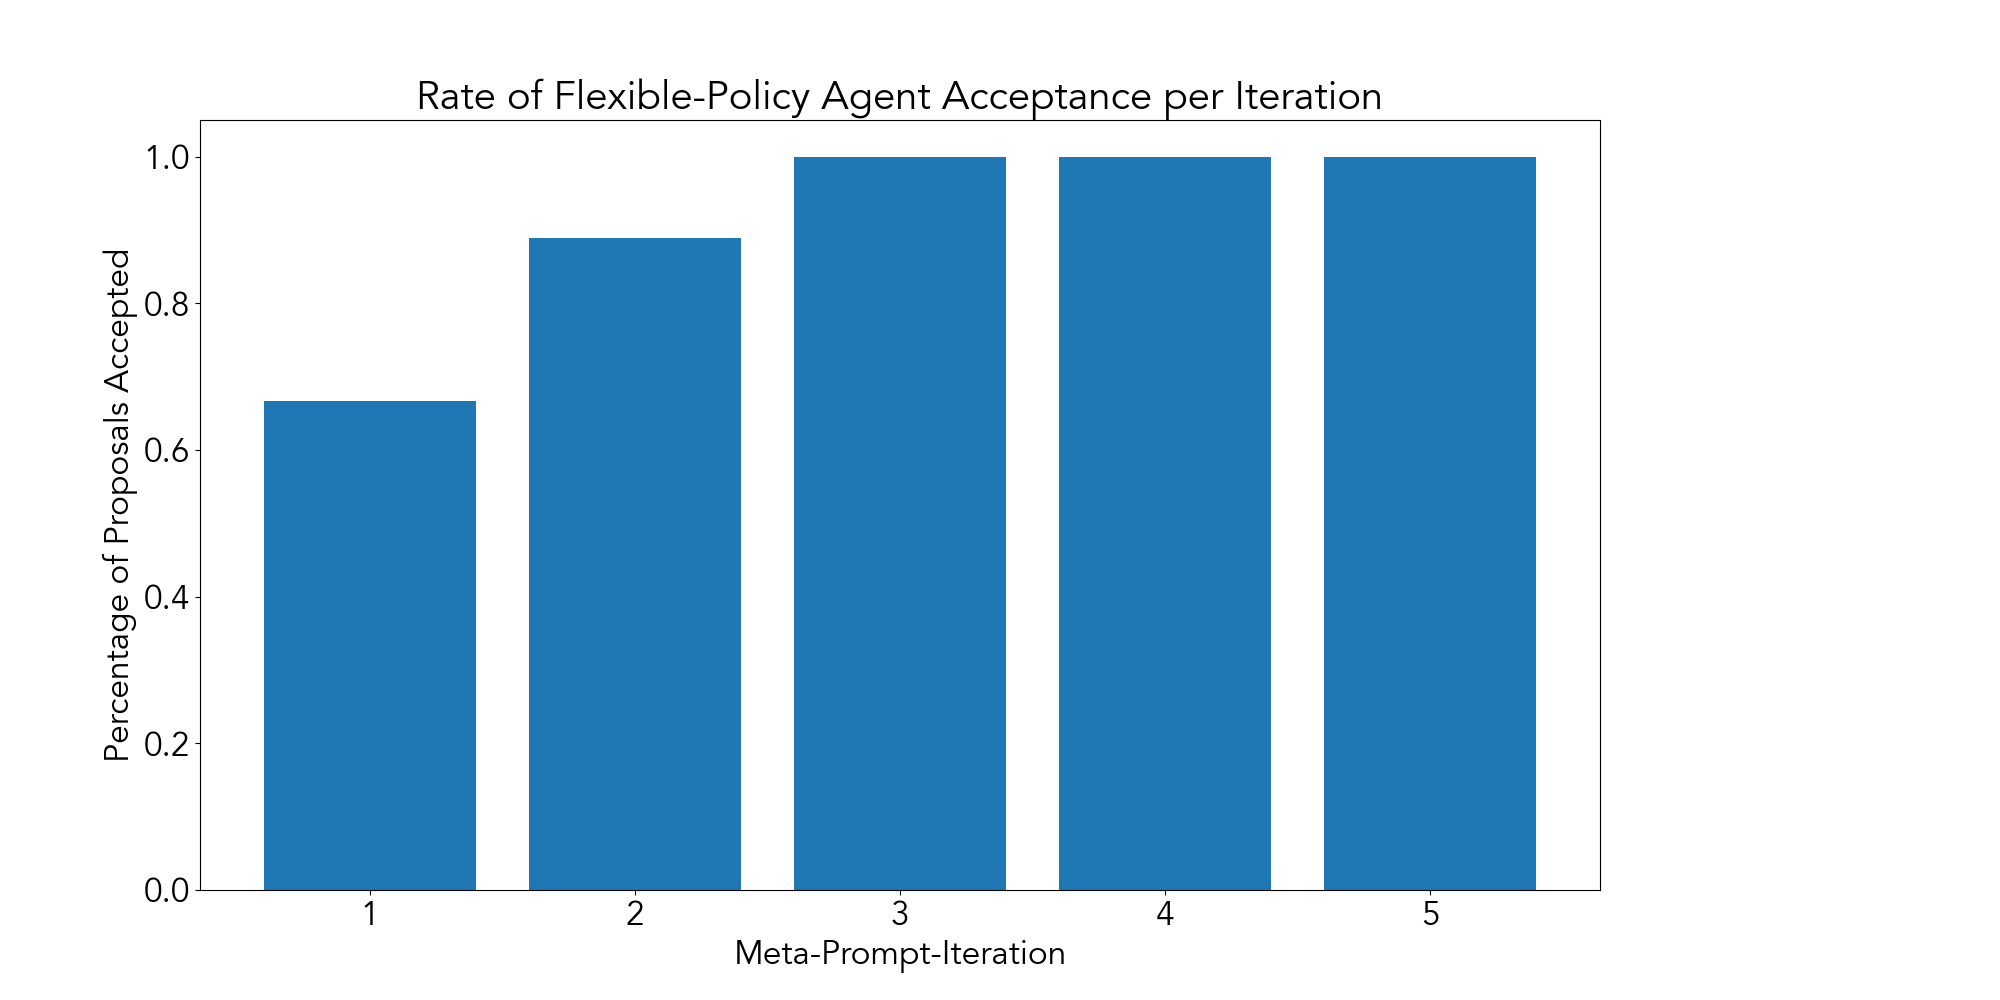 Rate of Flexible-Policy Agent Acceptance per Iteration
Percentage of Proposals Accepted
1.0
0.8
0.6
0.4
0.2
0.0
1 2 3 4 5
Meta-Prompt-Iteration